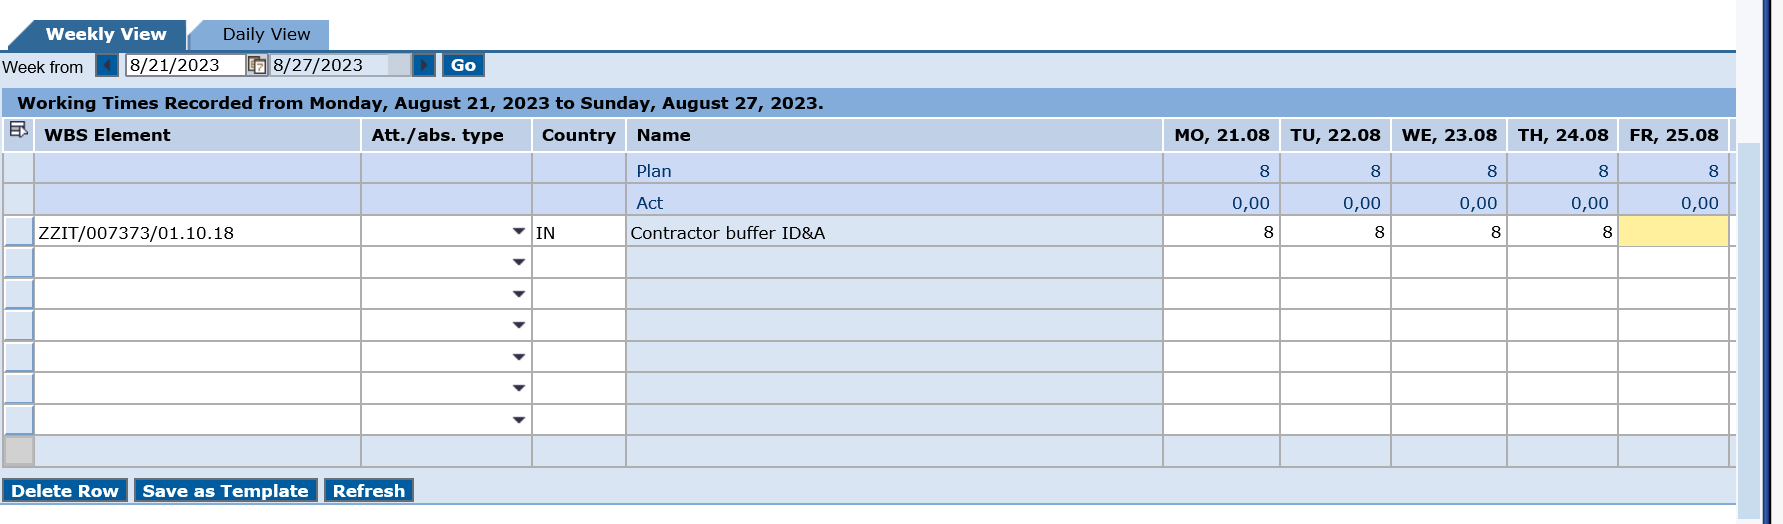 Weekly View Daily View
Week from 8/21/2023 8/27/2023 Go
Working Times Recorded from Monday, August 21, 2023 to Sunday, August 27, 2023.
WBS Element Att./abs. type Country Name MO, 21.08 TU, 22.08 WE, 23.08 TH, 24.08 FR, 25.08
Plan 8 8 8 8 8
Act 0,00 0,00 0,00 0,00 0,00
ZZIT/007373/01.10.18 IN Contractor buffer ID&A 8 8 8 8
Delete Row Save as Template Refresh